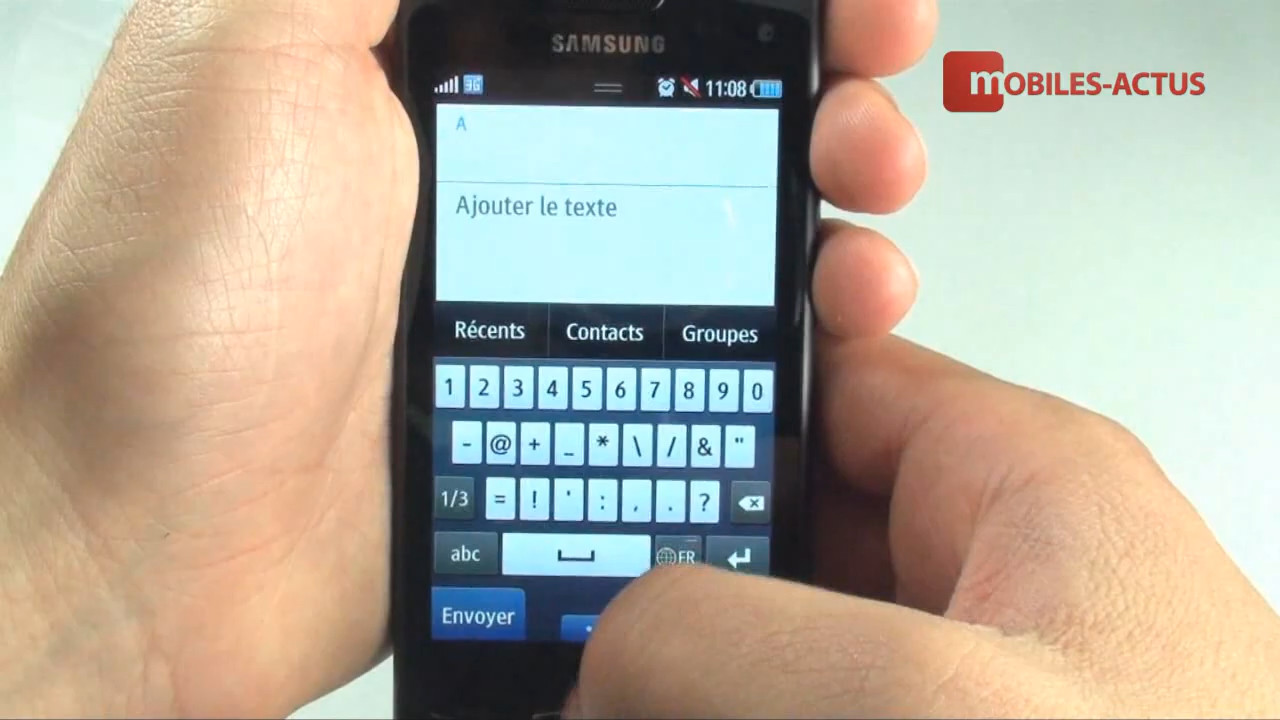 SAMSUNG
mOBILES-ACTUS
3G 11:08
A
Ajouter le texte
Récents Contacts Groupes
1 2 3 4 5 6 7 8 9 0
- @ + _ * \ / & "
1/3 = ! ' : , . ?
abc FR
Envoyer